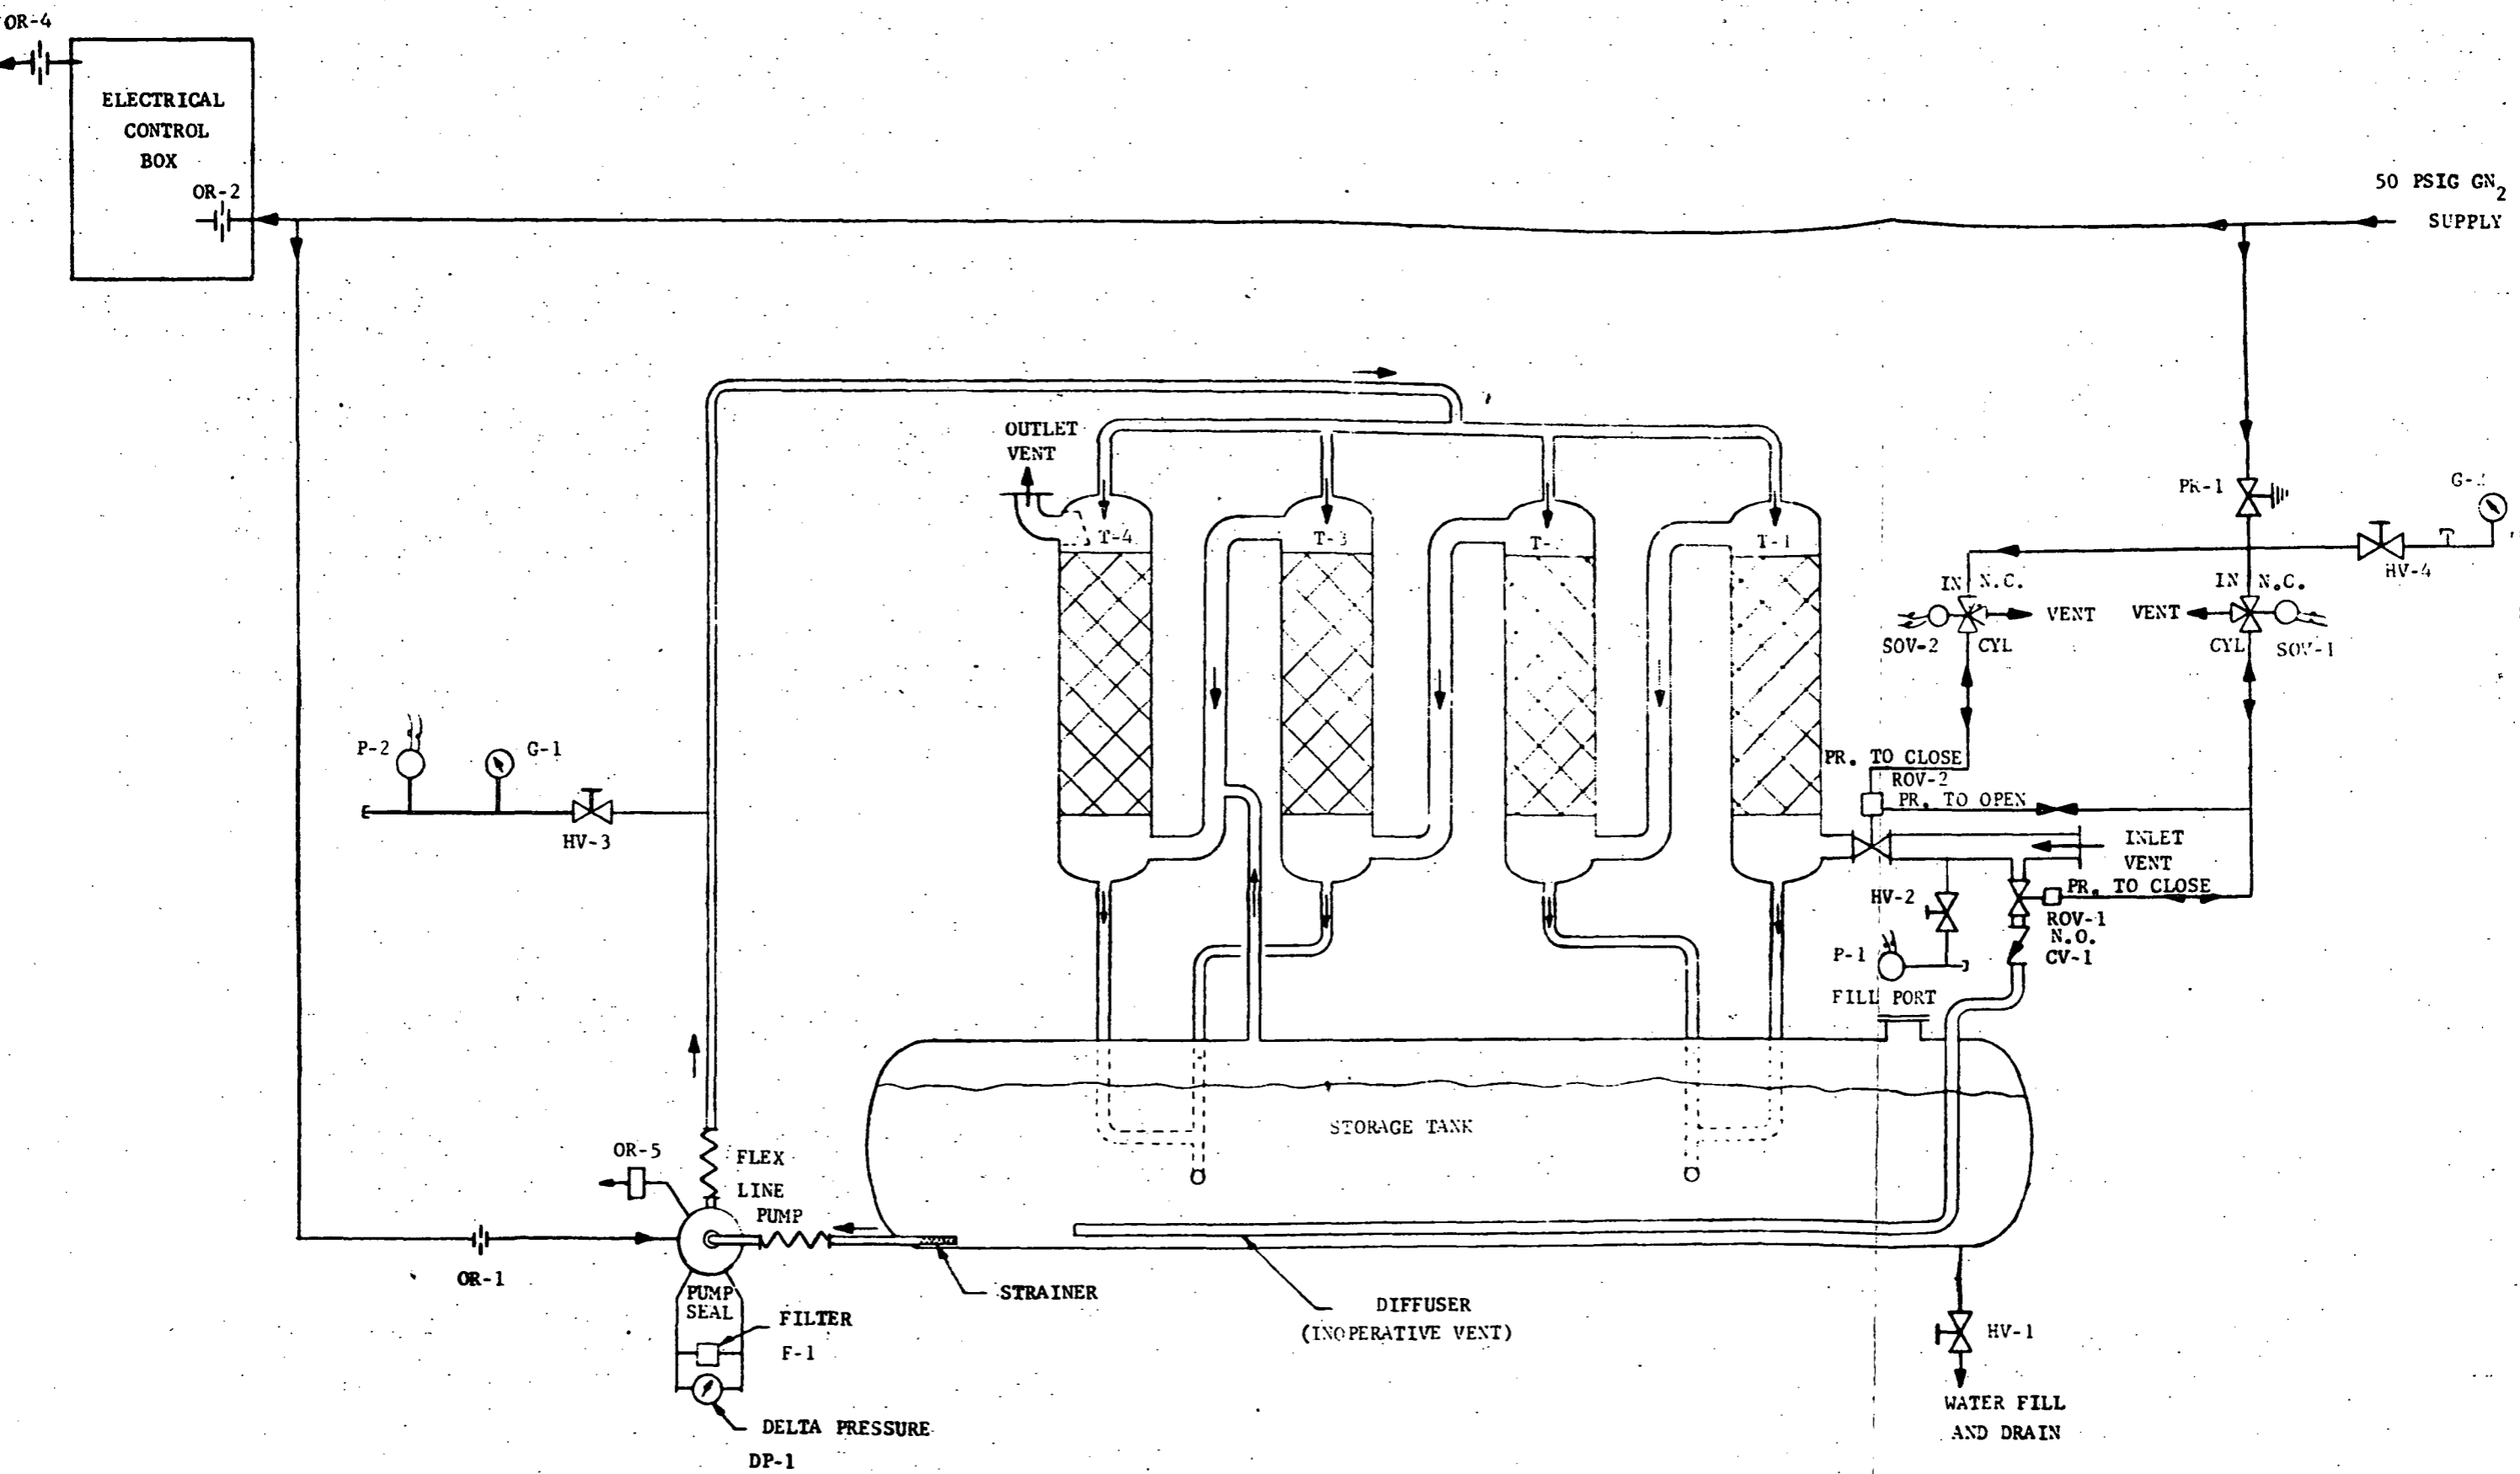 OR-4
ELECTRICAL
CONTROL
BOX
OR-2
50 PSIG GN2
SUPPLY
OUTLET
VENT
T-4
T-3
T-1
PR-1
HV-4
IN N.C.
IN N.C.
VENT
VENT
SOV-2
CYL
CYL
SOV-1
P-2
G-1
HV-3
PR. TO CLOSE
ROV-2
PR. TO OPEN
INLET
VENT
PR. TO CLOSE
HV-2
ROV-1
N.O.
CV-1
P-1
FILL PORT
STORAGE TANK
OR-5
FLEX
LINE
PUMP
OR-1
PUMP
SEAL
FILTER
F-1
STRAINER
DIFFUSER
(INOPERATIVE VENT)
HV-1
WATER FILL
AND DRAIN
DELTA PRESSURE
DP-1